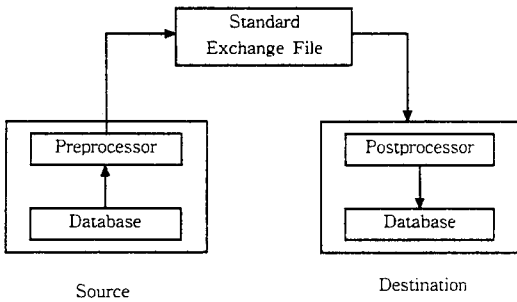 Standard
Exchange File
Preprocessor
Database
Source
Postprocessor
Database
Destination